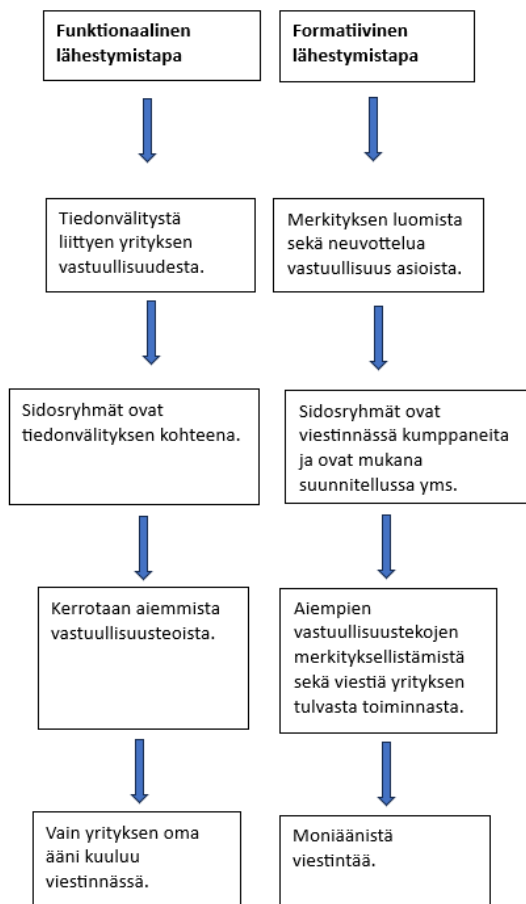 Funktionaalinen
lähestymistapa
Formatiivinen
lähestymistapa
Tiedonvälitystä
liittyen yrityksen
vastuullisuudesta.
Merkityksen luomista
sekä neuvottelua
vastuullisuus asioista.
Sidosryhmät ovat
tiedonvälityksen kohteena.
Sidosryhmät ovat
viestinnässä kumppaneita
ja ovat mukana
suunnitellussa yms.
Kerrotaan aiemmista
vastuullisuusteoista.
Aiempien
vastuullisuustekojen
merkityksellistämistä
sekä viestiä yrityksen
tulvasta toiminnasta.
Vain yrityksen oma
ääni kuuluu
viestinnässä.
Moniäänistä
viestintää.